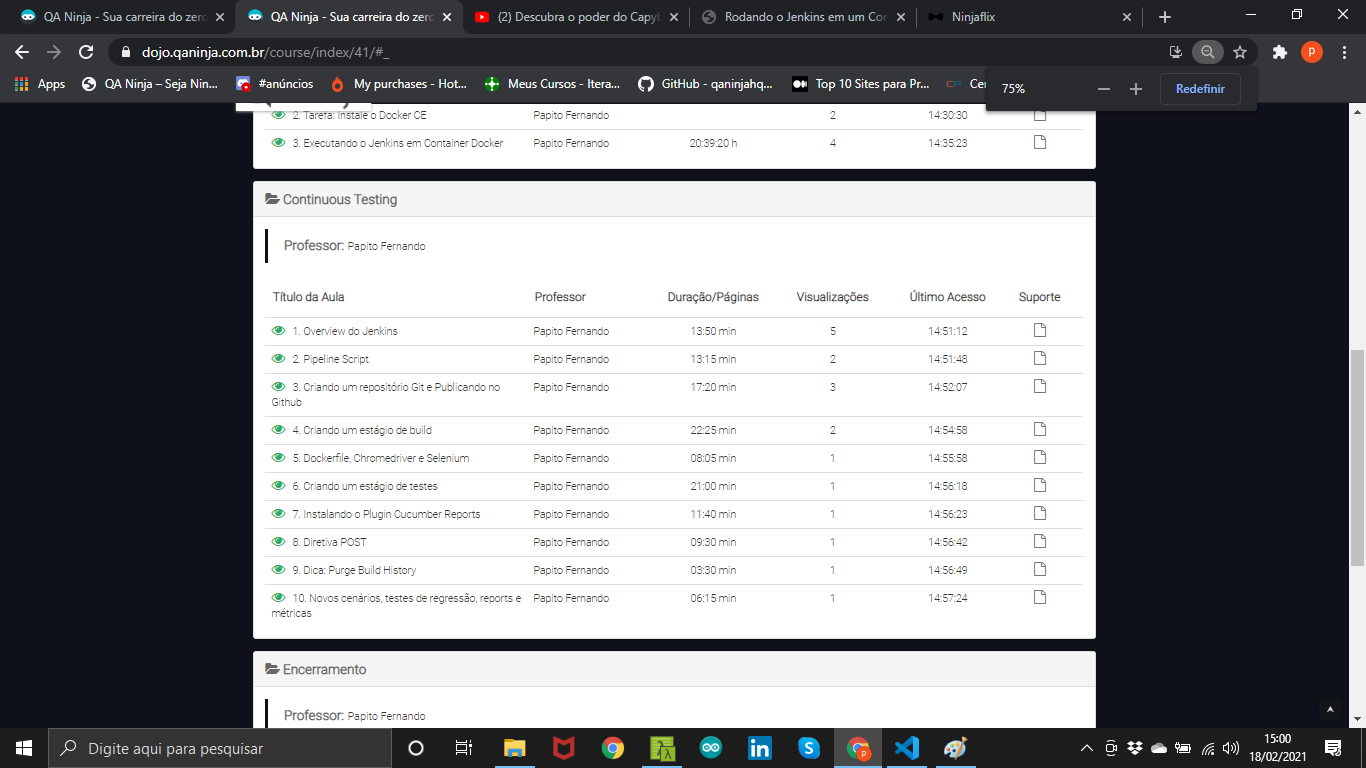 QA Ninja - Sua carreira do zero
QA Ninja - Sua carreira do zero
(2) Descubra o poder do Capyb
Rodando o Jenkins em um Con
Ninjaflix
dojo.qaninja.com.br/course/index/41/#_
P
Apps
QA Ninja – Seja Nin...
#anúncios
My purchases - Hot...
Meus Cursos - Itera...
GitHub - qaninjahq...
Top 10 Sites para Pr...
Cer
75%
Redefinir
2. Tarefa: Instale o Docker CE Papito Fernando 2 14:30:30
3. Executando o Jenkins em Container Docker Papito Fernando 20:39:20 h 4 14:35:23
Continuous Testing
Professor: Papito Fernando
Título da Aula Professor Duração/Páginas Visualizações Último Acesso Suporte
1. Overview do Jenkins Papito Fernando 13:50 min 5 14:51:12
2. Pipeline Script Papito Fernando 13:15 min 2 14:51:48
3. Criando um repositório Git e Publicando no Papito Fernando 17:20 min 3 14:52:07
Github
4. Criando um estágio de build Papito Fernando 22:25 min 2 14:54:58
5. Dockerfile, Chromedriver e Selenium Papito Fernando 08:05 min 1 14:55:58
6. Criando um estágio de testes Papito Fernando 21:00 min 1 14:56:18
7. Instalando o Plugin Cucumber Reports Papito Fernando 11:40 min 1 14:56:23
8. Diretiva POST Papito Fernando 09:30 min 1 14:56:42
9. Dica: Purge Build History Papito Fernando 03:30 min 1 14:56:49
10. Novos cenários, testes de regressão, reports e Papito Fernando 06:15 min 1 14:57:24
métricas
Encerramento
Professor: Papito Fernando
Digite aqui para pesquisar
15:00
18/02/2021